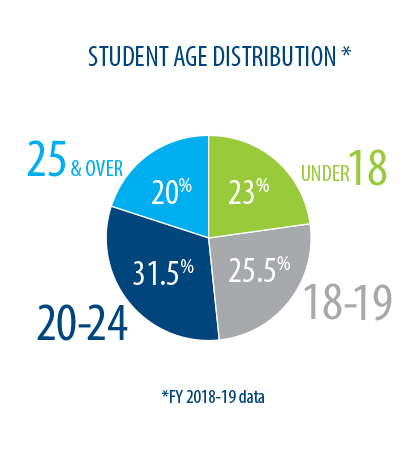 STUDENT AGE DISTRIBUTION *
25 & OVER
UNDER 18
20%
23%
31.5%
25.5%
18-19
20-24
*FY 2018-19 data